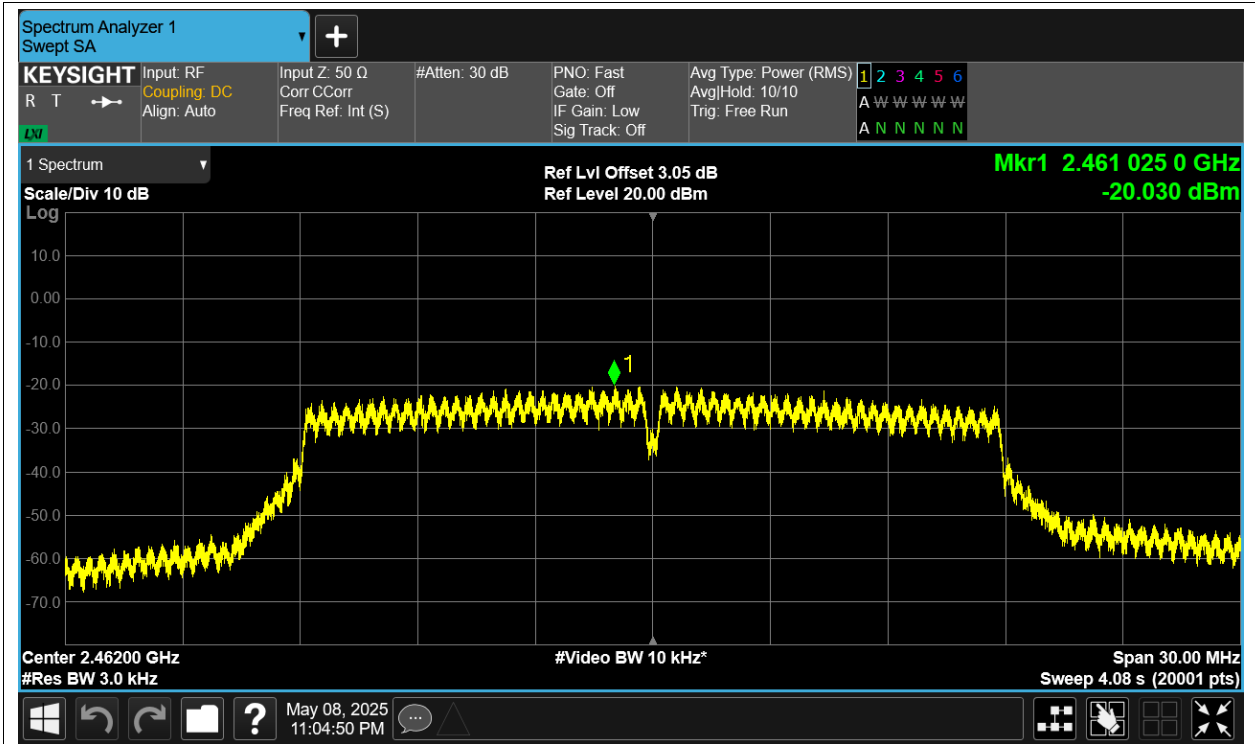 Spectrum Analyzer 1
Swept SA
KEYSIGHT
R T
LXI
Input: RF
Coupling: DC
Align: Auto
Input Z: 50 Ω
Corr CCorr
Freq Ref: Int (S)
#Atten: 30 dB
PNO: Fast
Gate: Off
IF Gain: Low
Sig Track: Off
Avg Type: Power (RMS)
Avg|Hold: 10/10
Trig: Free Run
1 2 3 4 5 6
A W W W W W
A N N N N N
1 Spectrum
Scale/Div 10 dB
Ref Lvl Offset 3.05 dB
Ref Level 20.00 dBm
Mkr1 2.461 025 0 GHz
-20.030 dBm
Log
10.0
0.00
-10.0
-20.0
-30.0
-40.0
-50.0
-60.0
-70.0
1
Center 2.46200 GHz
#Res BW 3.0 kHz
#Video BW 10 kHz*
Span 30.00 MHz
Sweep 4.08 s (20001 pts)
?
May 08, 2025
11:04:50 PM